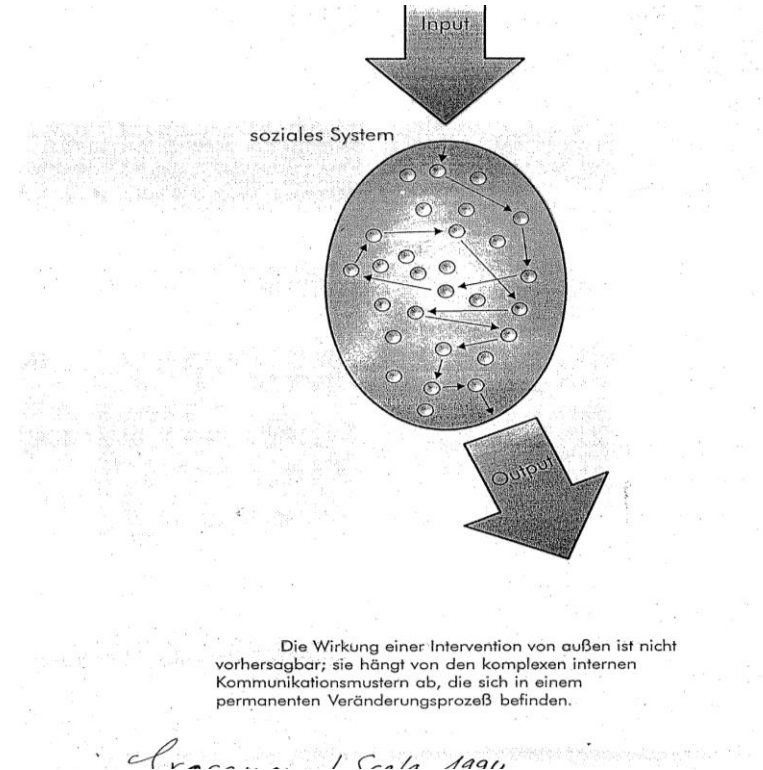 Input
soziales System
Output
Die Wirkung einer Intervention von außen ist nicht
vorhersagbar; sie hängt von den komplexen internen
Kommunikationsmustern ab, die sich in einem
permanenten Veränderungsprozeß befinden.
1994